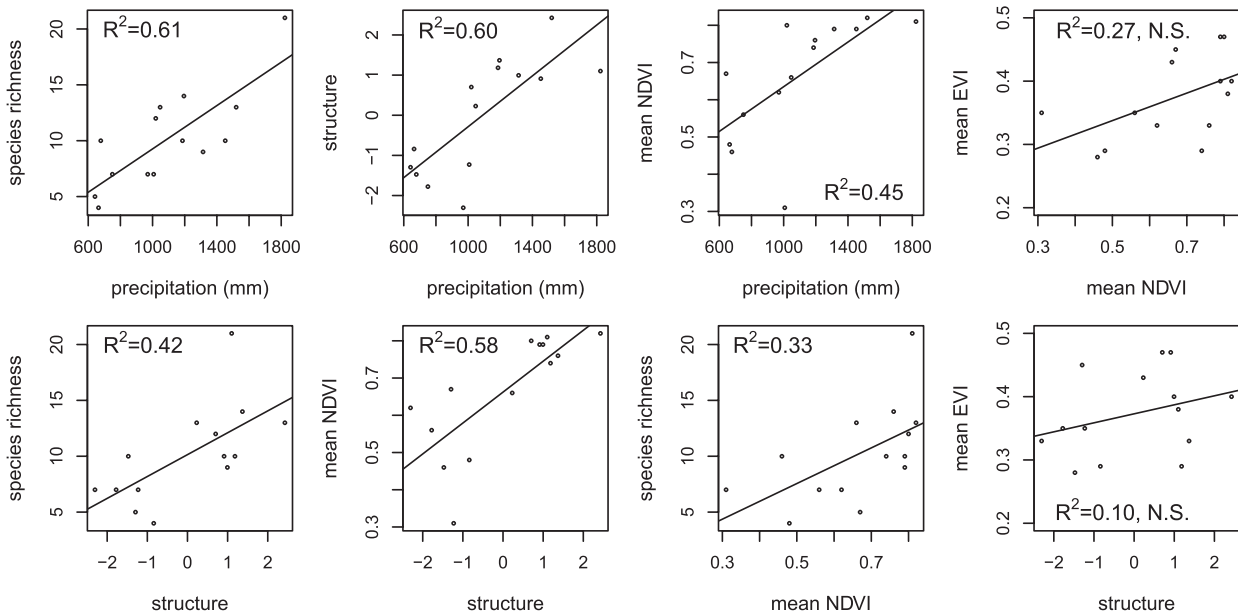 R²=0.61
species richness
20
15
10
5
600 1000 1400 1800
precipitation (mm)
R²=0.60
structure
2
1
0
−1
−2
600 1000 1400 1800
precipitation (mm)
R²=0.45
mean NDVI
0.7
0.5
0.3
600 1000 1400 1800
precipitation (mm)
R²=0.27, N.S.
mean EVI
0.5
0.4
0.3
0.2
0.3 0.5 0.7
mean NDVI
R²=0.42
species richness
20
15
10
5
−2 −1 0 1 2
structure
R²=0.58
mean NDVI
0.7
0.5
0.3
−2 −1 0 1 2
structure
R²=0.33
species richness
20
15
10
5
0.3 0.5 0.7
mean NDVI
R²=0.10, N.S.
mean EVI
0.5
0.4
0.3
0.2
−2 −1 0 1 2
structure